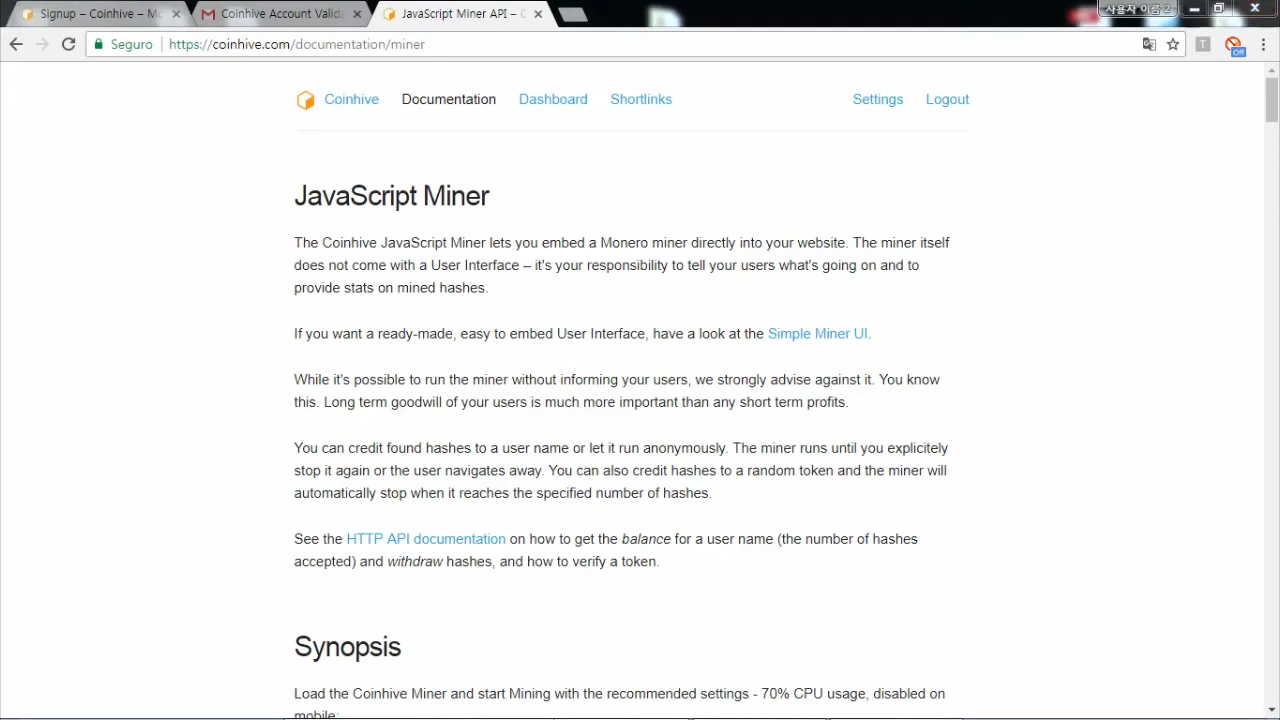 Signup – Coinhive – Mo
Coinhive Account Valid
JavaScript Miner API – C
사용자 이름 2
Seguro
https://coinhive.com/documentation/miner
T
Off
Coinhive
Documentation
Dashboard
Shortlinks
Settings
Logout
JavaScript Miner
The Coinhive JavaScript Miner lets you embed a Monero miner directly into your website. The miner itself
does not come with a User Interface – it's your responsibility to tell your users what's going on and to
provide stats on mined hashes.
If you want a ready-made, easy to embed User Interface, have a look at the Simple Miner UI.
While it's possible to run the miner without informing your users, we strongly advise against it. You know
this. Long term goodwill of your users is much more important than any short term profits.
You can credit found hashes to a user name or let it run anonymously. The miner runs until you explicitely
stop it again or the user navigates away. You can also credit hashes to a random token and the miner will
automatically stop when it reaches the specified number of hashes.
See the HTTP API documentation on how to get the balance for a user name (the number of hashes
accepted) and withdraw hashes, and how to verify a token.
Synopsis
Load the Coinhive Miner and start Mining with the recommended settings - 70% CPU usage, disabled on
mobile: